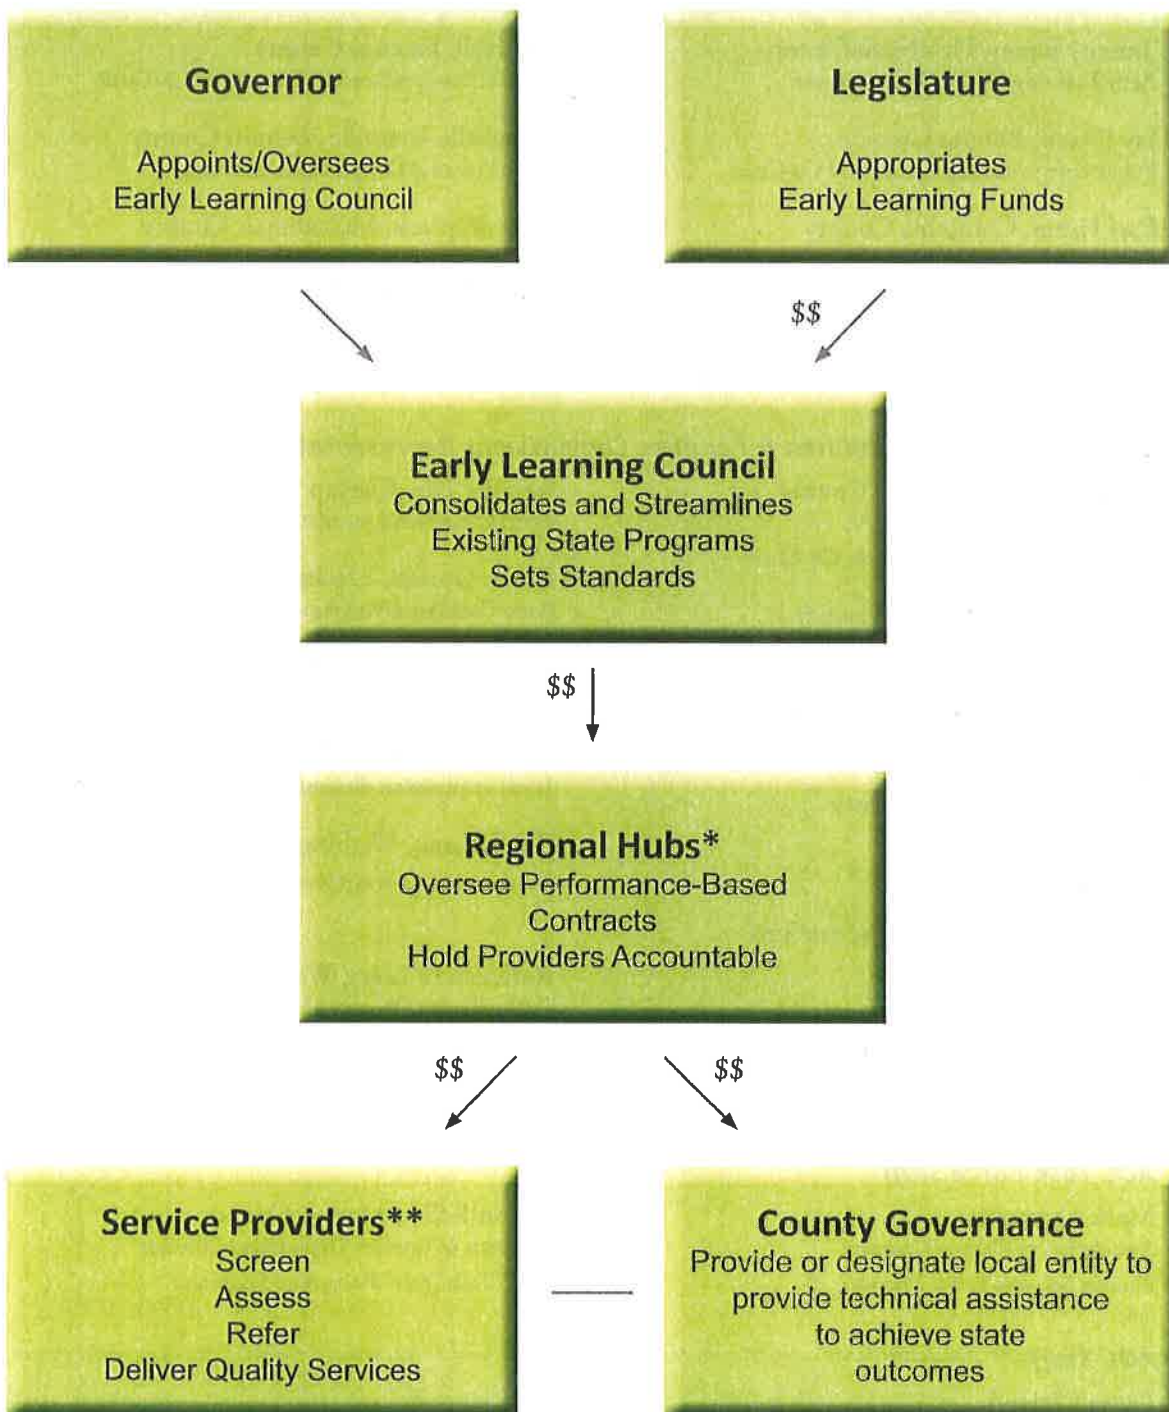 Governor
Appoints/Oversees
Early Learning Council
Legislature
Appropriates
Early Learning Funds
$$
Early Learning Council
Consolidates and Streamlines
Existing State Programs
Sets Standards
$$
Regional Hubs*
Oversee Performance-Based
Contracts
Hold Providers Accountable
$$
$$
Service Providers**
Screen
Assess
Refer
Deliver Quality Services
County Governance
Provide or designate local entity to
provide technical assistance
to achieve state
outcomes